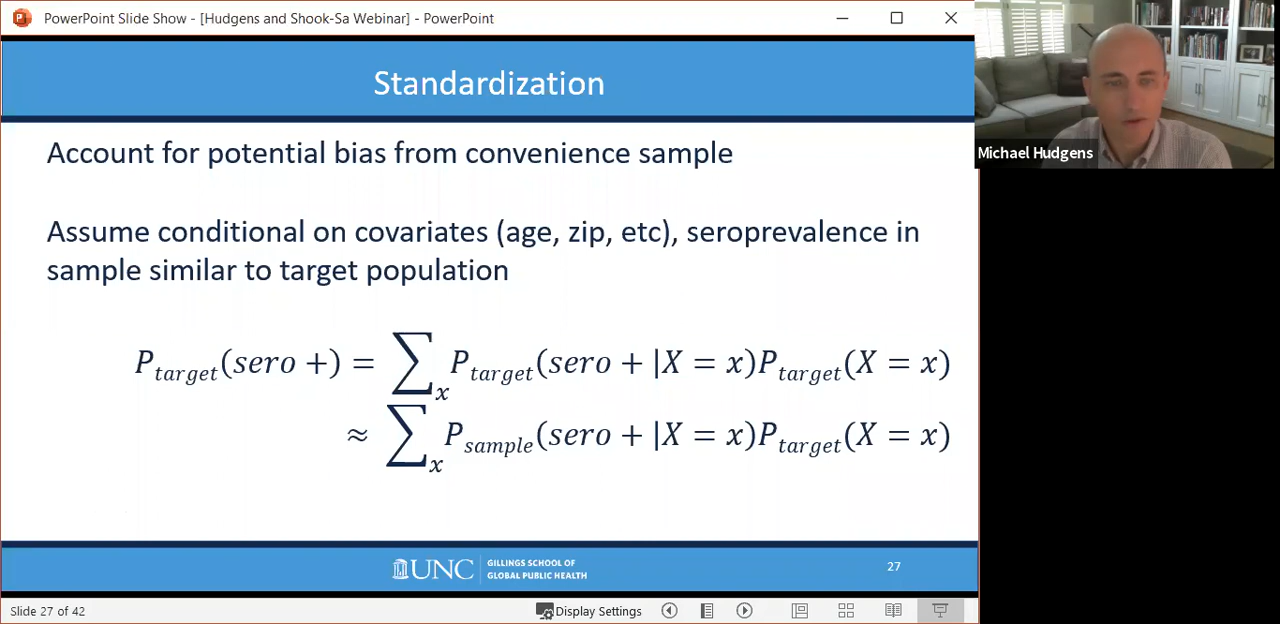 PowerPoint Slide Show - [Hudgens and Shook-Sa Webinar] - PowerPoint
Standardization
Michael Hudgens
Account for potential bias from convenience sample
Assume conditional on covariates (age, zip, etc), seroprevalence in
sample similar to target population
P_target(sero +) = ∑_x P_target(sero + |X = x)P_target(X = x)
≈ ∑_x P_sample(sero + |X = x)P_target(X = x)
UNC GILLINGS SCHOOL OF
GLOBAL PUBLIC HEALTH
27
Slide 27 of 42
Display Settings